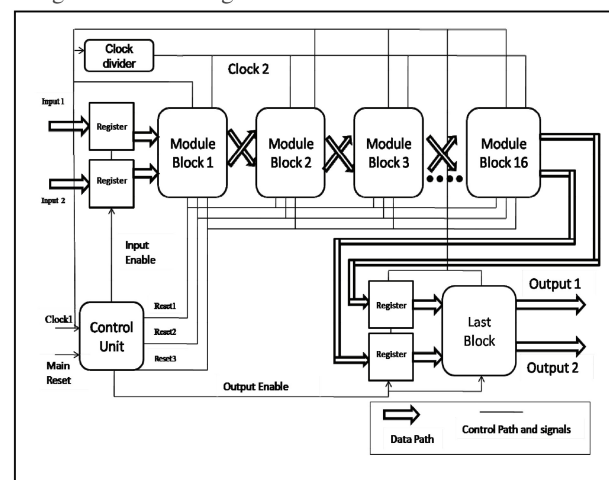 Clock
divider
Clock 2
Input 1
Register
Module
Block 1
Module
Block 2
Module
Block 3
Module
Block 16
Input 2
Register
Input
Enable
Clock1
Control
Unit
Reset1
Reset2
Reset3
Main
Reset
Output Enable
Register
Register
Last
Block
Output 1
Output 2
Data Path
Control Path and signals